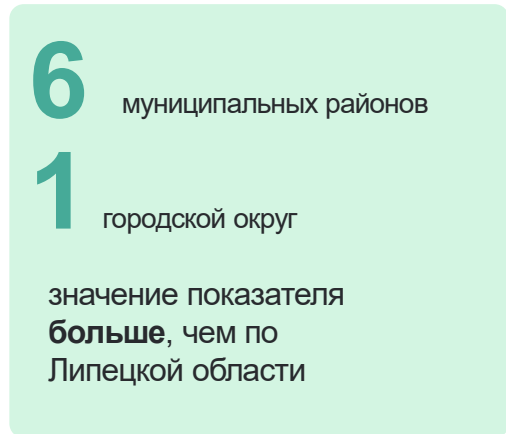 6 муниципальных районов
1 городской округ
значение показателя
больше, чем по
Липецкой области